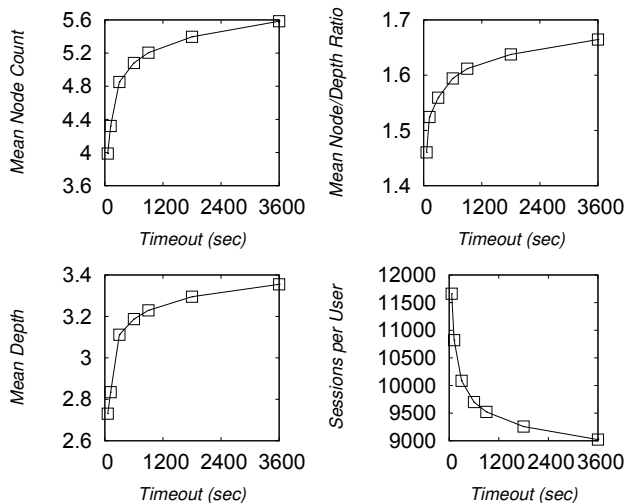 Mean Node Count
5.6
5.2
4.8
4.4
4
3.6
0 1200 2400 3600
Timeout (sec)
Mean Node/Depth Ratio
1.7
1.6
1.5
1.4
0 1200 2400 3600
Timeout (sec)
Mean Depth
3.4
3.2
3
2.8
2.6
0 1200 2400 3600
Timeout (sec)
Sessions per User
12000
11500
11000
10500
10000
9500
9000
0 1200 2400 3600
Timeout (sec)